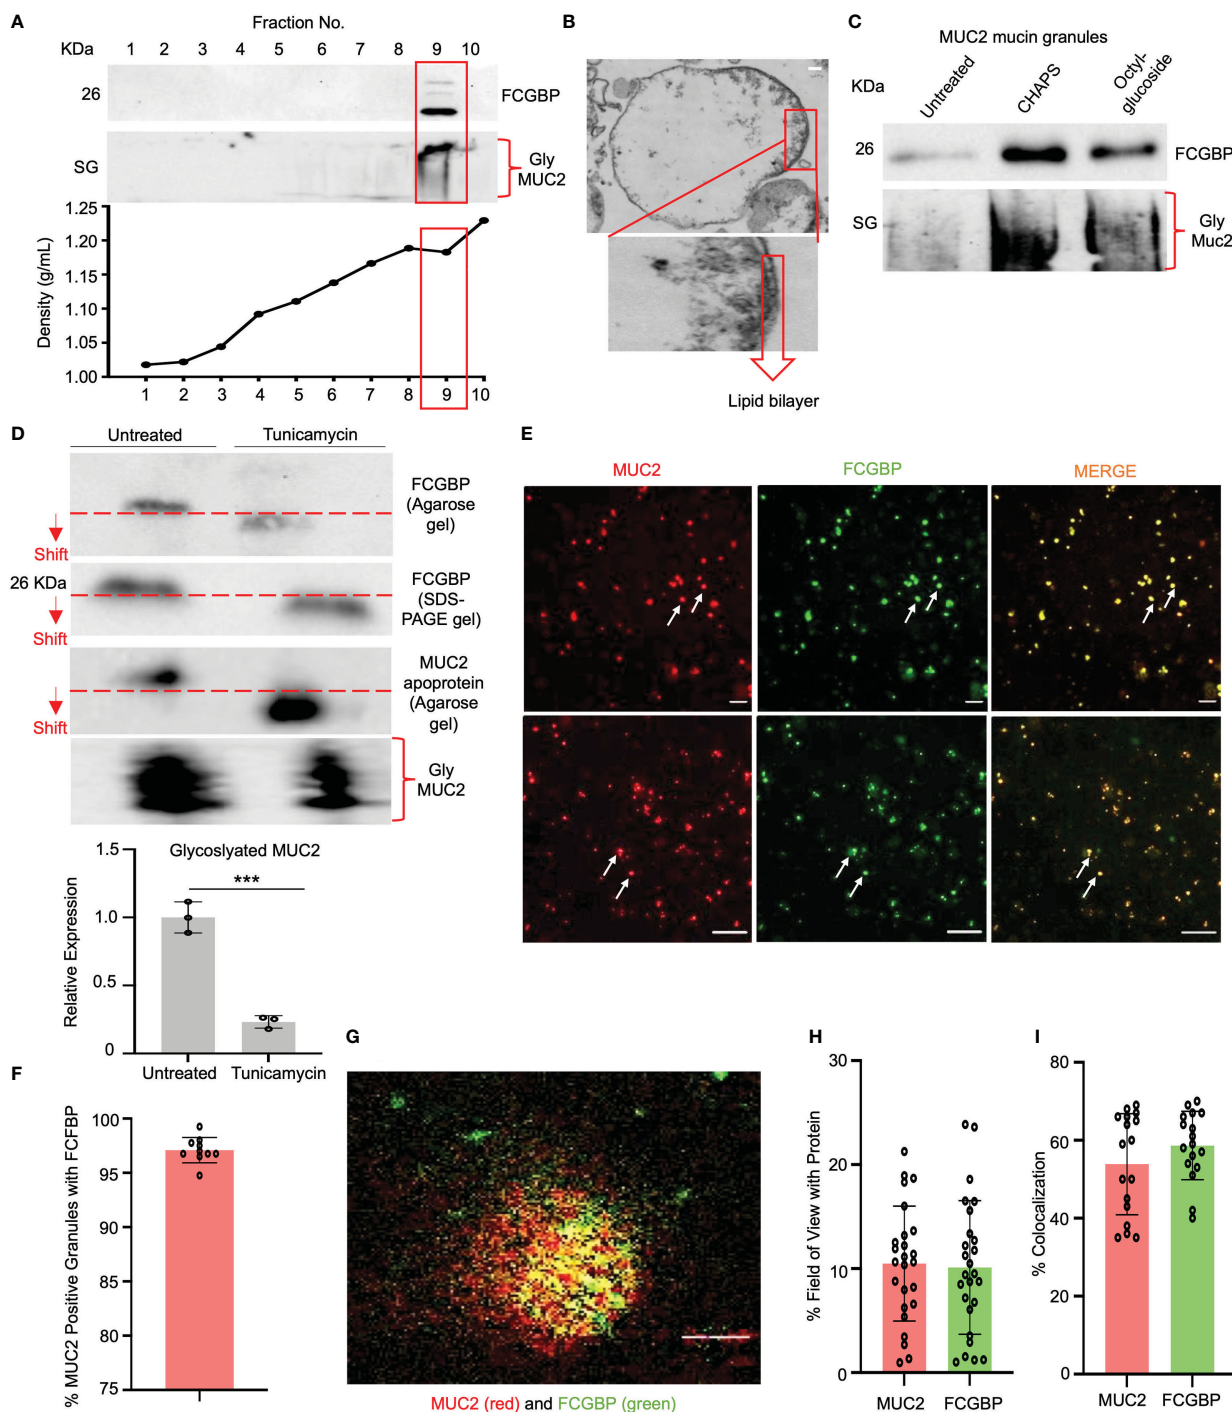 A
Fraction No.
KDa 1 2 3 4 5 6 7 8 9 10
26
FCGBP
SG
Gly
MUC2
1.25
1.20
1.15
1.10
1.05
1.00
Density (g/mL)
1 2 3 4 5 6 7 8 9 10
B
Lipid bilayer
C
MUC2 mucin granules
KDa
Untreated
CHAPS
Octyl-
glucoside
26
FCGBP
SG
Gly
Muc2
D
Untreated
Tunicamycin
FCGBP
(Agarose
gel)
Shift
26 KDa
FCGBP
(SDS-
PAGE gel)
Shift
MUC2
apoprotein
(Agarose
gel)
Shift
Gly
MUC2
Glycoslyated MUC2
***
1.5
1.0
0.5
0
Relative Expression
Untreated
Tunicamycin
E
MUC2
FCGBP
MERGE
F
100
95
90
85
80
75
% MUC2 Positive Granules with FCFBP
G
MUC2 (red) and FCGBP (green)
H
30
20
10
0
% Field of View with Protein
MUC2
FCGBP
I
80
60
40
20
0
% Colocalization
MUC2
FCGBP